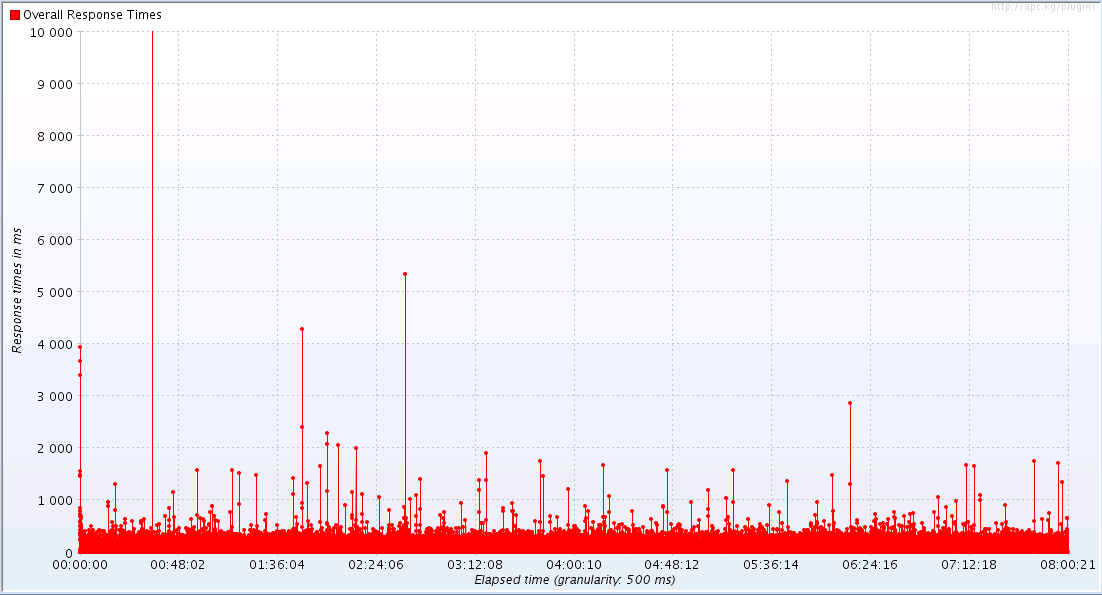 http://apc.kg/plugins
Overall Response Times
10 000
9 000
8 000
7 000
6 000
5 000
4 000
3 000
2 000
1 000
0
Response times in ms
00:00:00 00:48:02 01:36:04 02:24:06 03:12:08 04:00:10 04:48:12 05:36:14 06:24:16 07:12:18 08:00:21
Elapsed time (granularity: 500 ms)